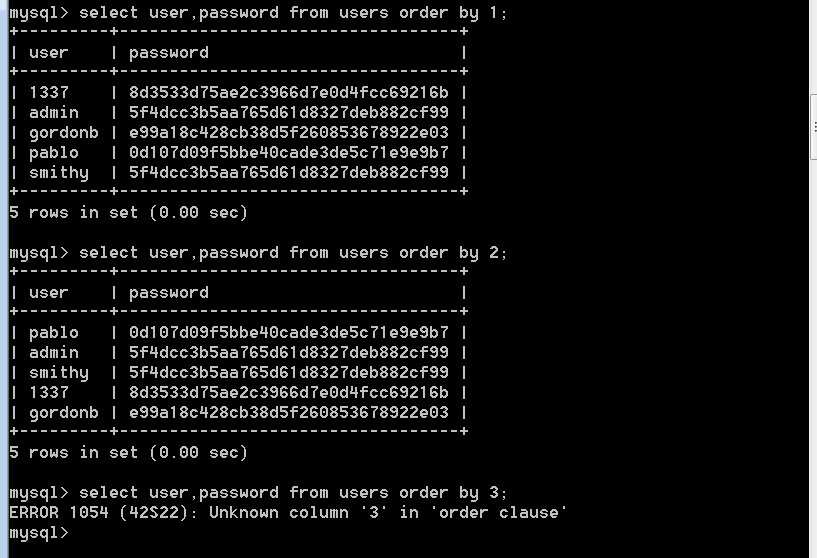 mysql> select user,password from users order by 1;
+---------+----------------------------------+
| user    | password                         |
+---------+----------------------------------+
| 1337    | 8d3533d75ae2c3966d7e0d4fcc69216b |
| admin   | 5f4dcc3b5aa765d61d8327deb882cf99 |
| gordonb | e99a18c428cb38d5f260853678922e03 |
| pablo   | 0d107d09f5bbe40cade3de5c71e9e9b7 |
| smithy  | 5f4dcc3b5aa765d61d8327deb882cf99 |
+---------+----------------------------------+
5 rows in set (0.00 sec)
mysql> select user,password from users order by 2;
+---------+----------------------------------+
| user    | password                         |
+---------+----------------------------------+
| pablo   | 0d107d09f5bbe40cade3de5c71e9e9b7 |
| admin   | 5f4dcc3b5aa765d61d8327deb882cf99 |
| smithy  | 5f4dcc3b5aa765d61d8327deb882cf99 |
| 1337    | 8d3533d75ae2c3966d7e0d4fcc69216b |
| gordonb | e99a18c428cb38d5f260853678922e03 |
+---------+----------------------------------+
5 rows in set (0.00 sec)
mysql> select user,password from users order by 3;
ERROR 1054 (42S22): Unknown column '3' in 'order clause'
mysql>